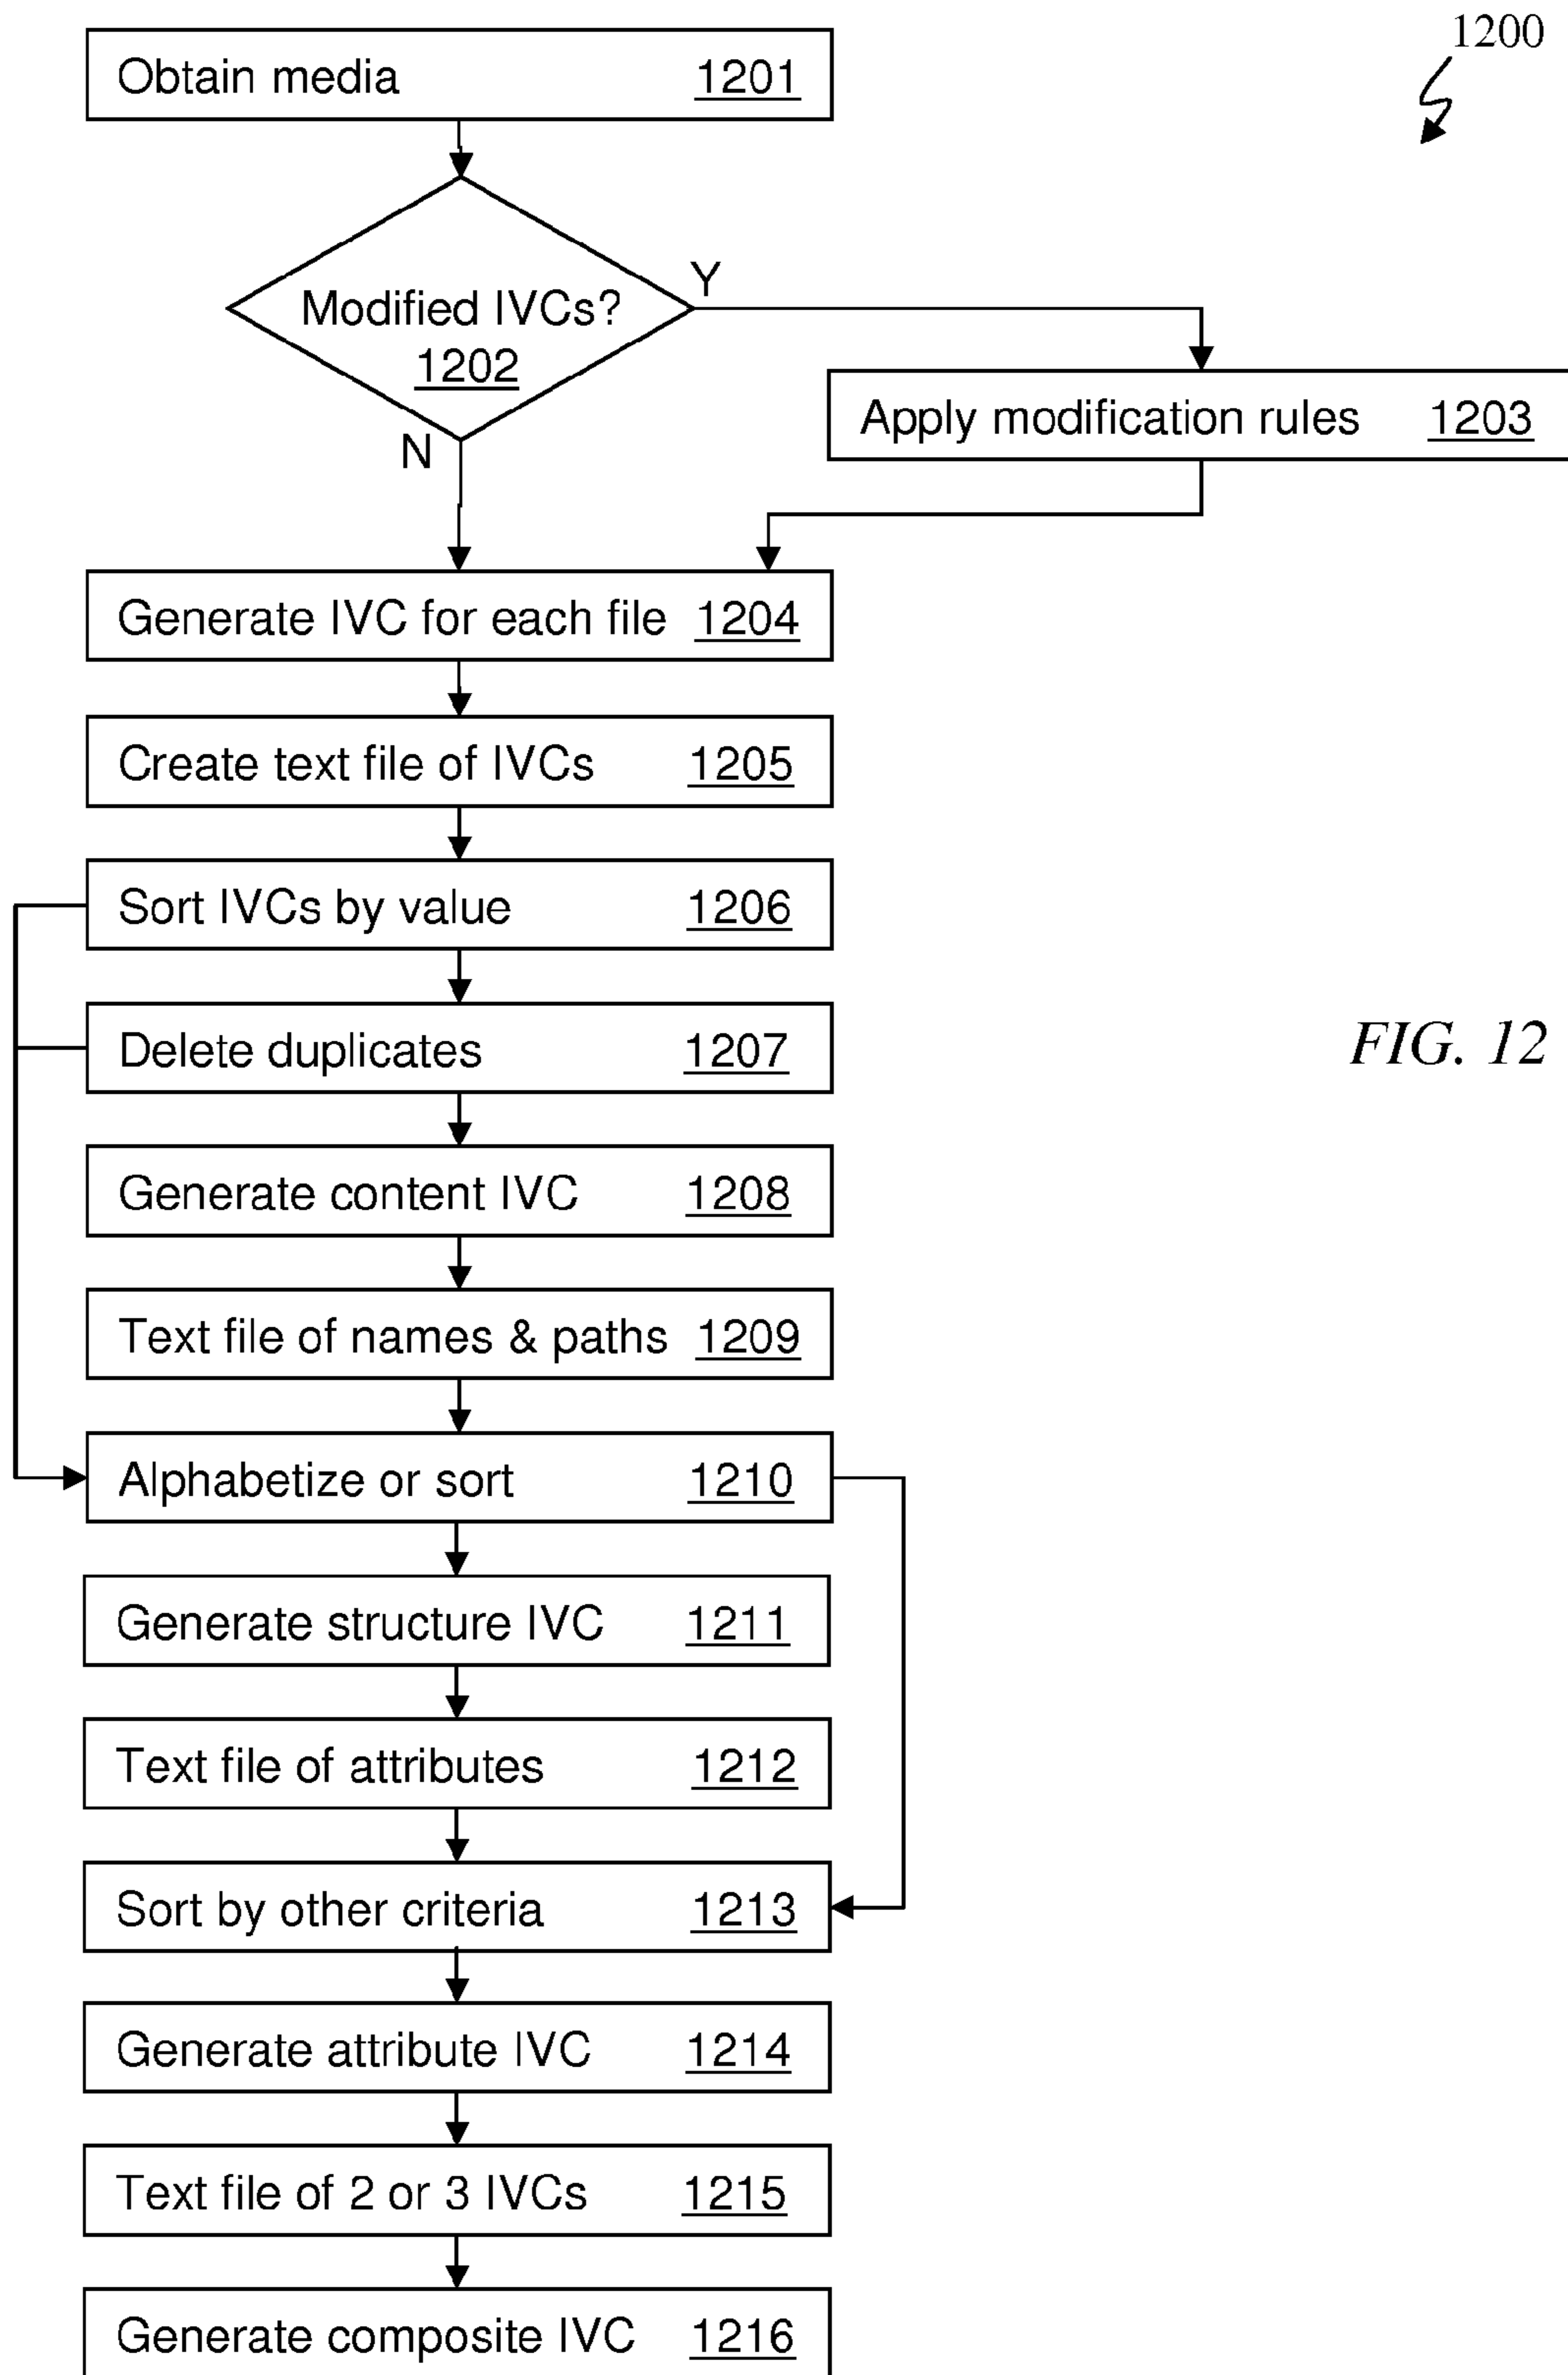 1200
Obtain media 1201
Modified IVCs?
1202
Y
N
Apply modification rules 1203
Generate IVC for each file 1204
Create text file of IVCs 1205
Sort IVCs by value 1206
Delete duplicates 1207
FIG. 12
Generate content IVC 1208
Text file of names & paths 1209
Alphabetize or sort 1210
Generate structure IVC 1211
Text file of attributes 1212
Sort by other criteria 1213
Generate attribute IVC 1214
Text file of 2 or 3 IVCs 1215
Generate composite IVC 1216